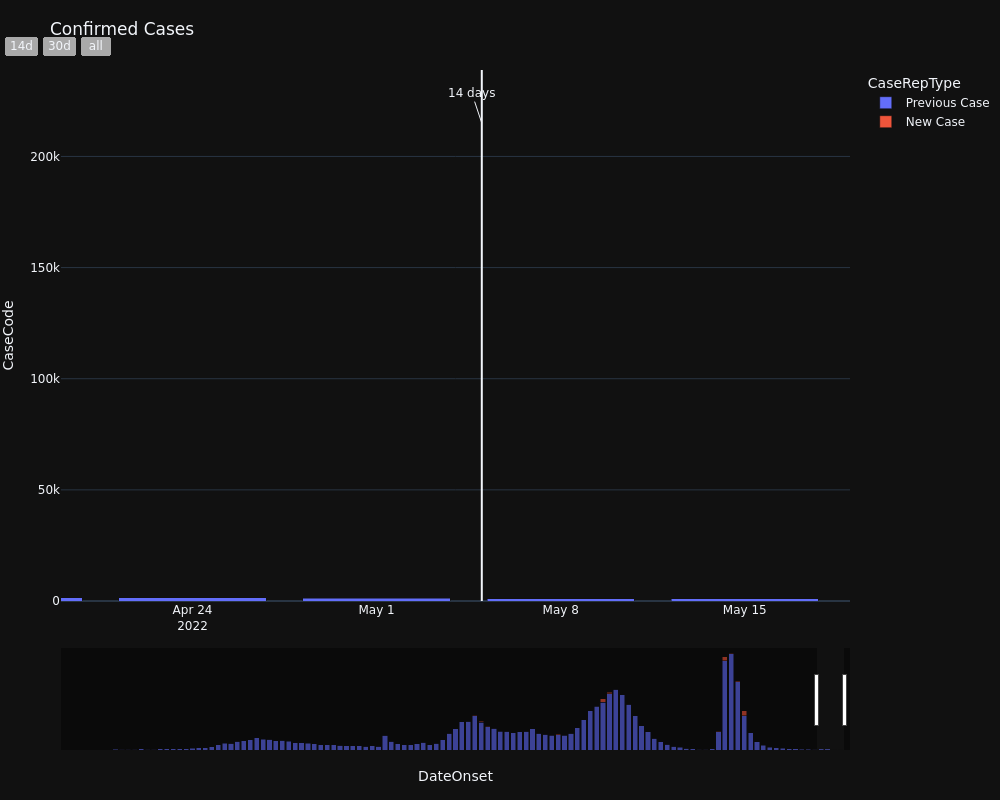 Confirmed Cases
14d 30d all
CaseRepType
Previous Case
New Case
14 days
200k
150k
100k
50k
0
CaseCode
Apr 24 May 1 May 8 May 15
2022
DateOnset